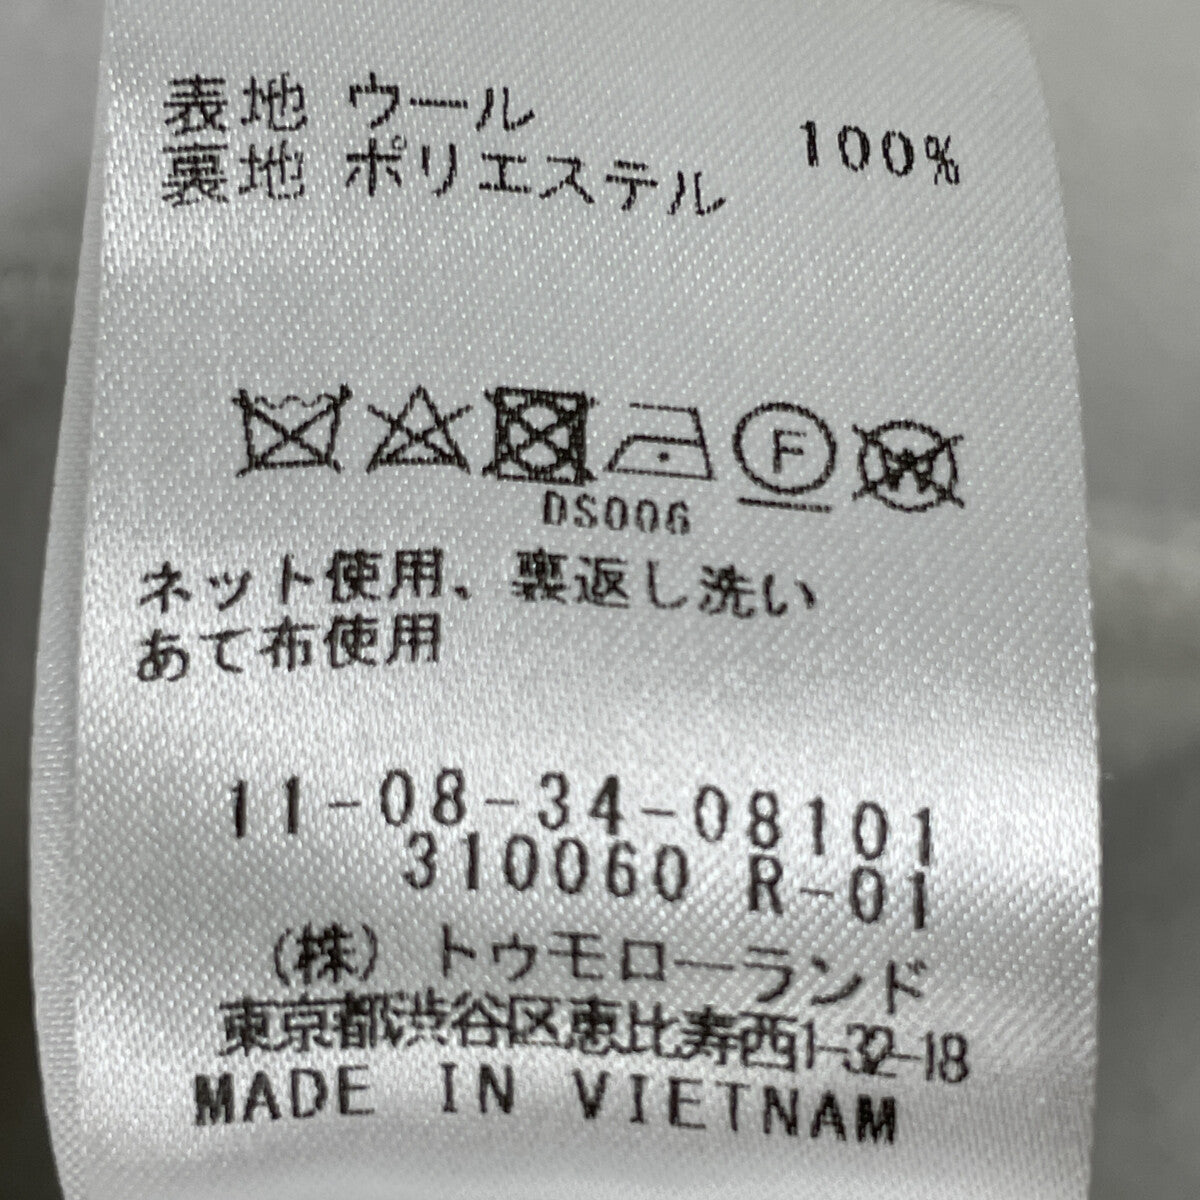 表地 ウール 100%
裏地 ポリエステル
F
W
DS006
ネット使用、裏返し洗い
あて布使用
11-08-34-08101
310060 R-01
(株) トゥモローランド
東京都渋谷区恵比寿西1-32-18
MADE IN VIETNAM